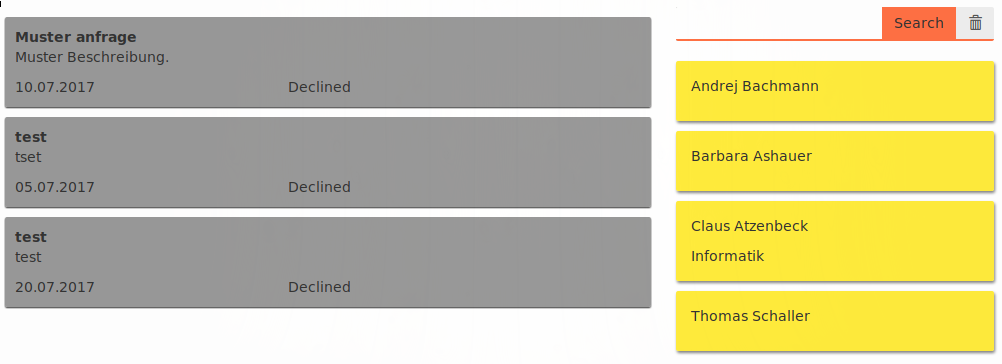 Muster anfrage
Muster Beschreibung.
10.07.2017 Declined
test
tset
05.07.2017 Declined
test
test
20.07.2017 Declined
Search
Andrej Bachmann
Barbara Ashauer
Claus Atzenbeck
Informatik
Thomas Schaller